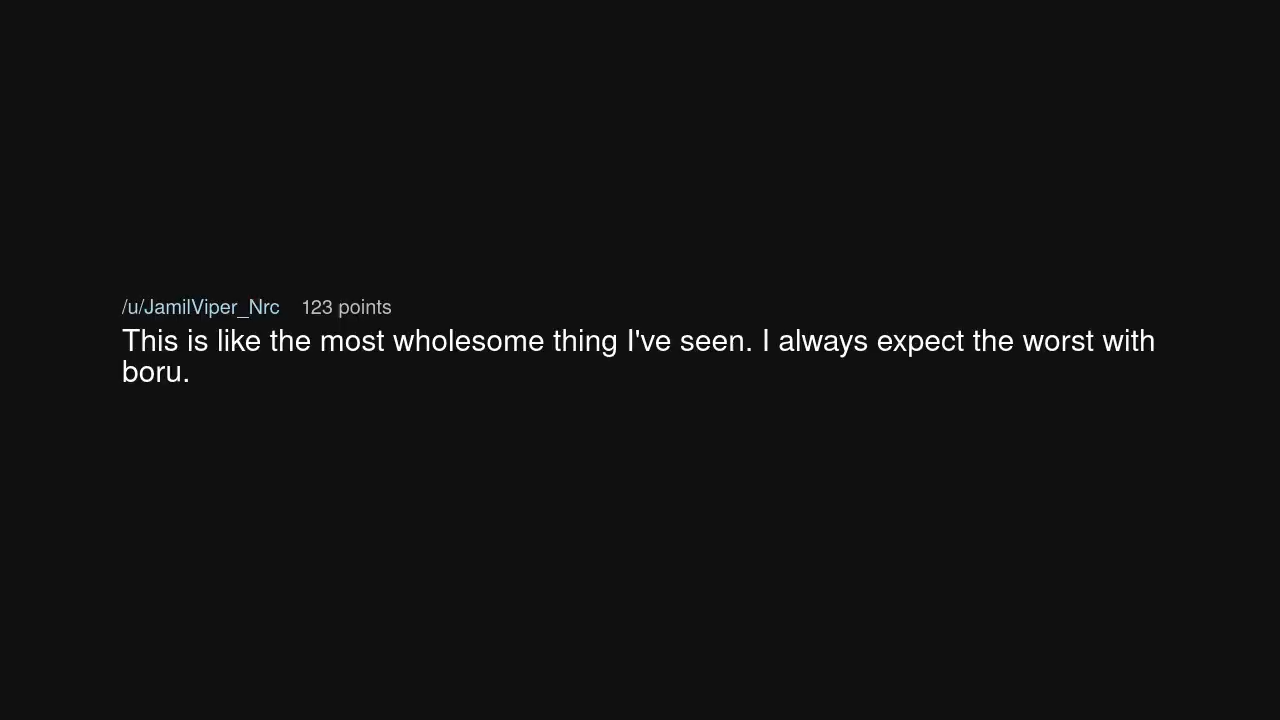 /u/JamilViper_Nrc 123 points
This is like the most wholesome thing I've seen. I always expect the worst with
boru.